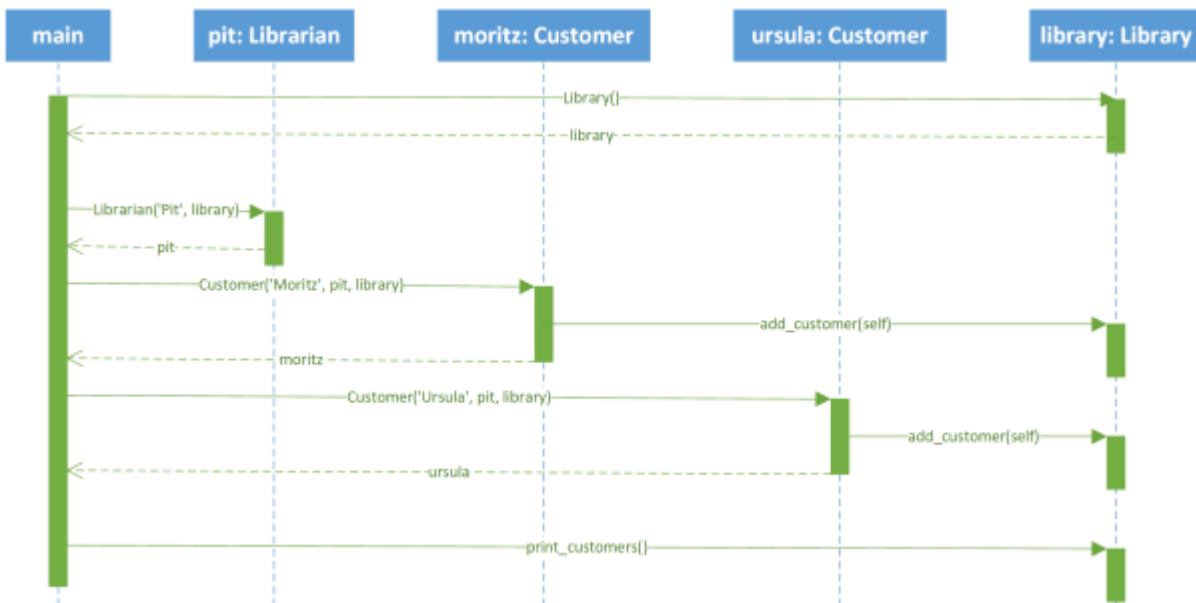 main
pit: Librarian
moritz: Customer
ursula: Customer
library: Library
Library()
library
Librarian('Pit', library)
pit
Customer('Moritz', pit, library)
add_customer(self)
moritz
Customer('Ursula', pit, library)
add_customer(self)
ursula
print_customers()